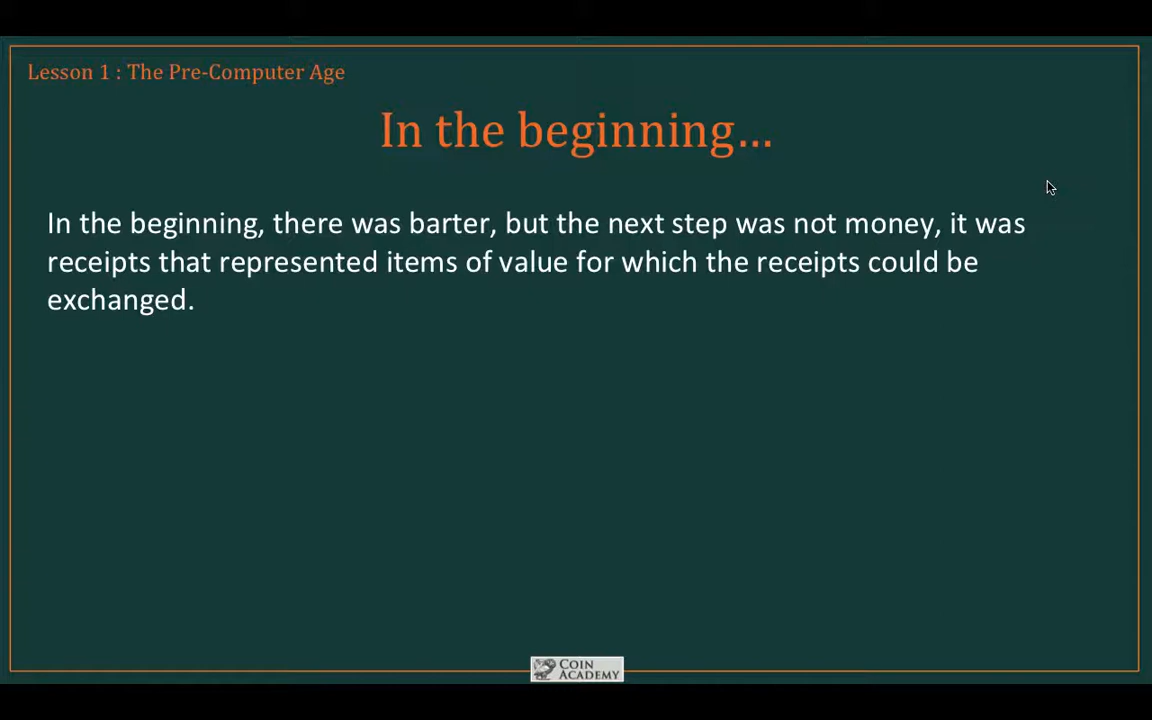 Lesson 1 : The Pre-Computer Age
In the beginning...
In the beginning, there was barter, but the next step was not money, it was
receipts that represented items of value for which the receipts could be
exchanged.
COIN
ACADEMY